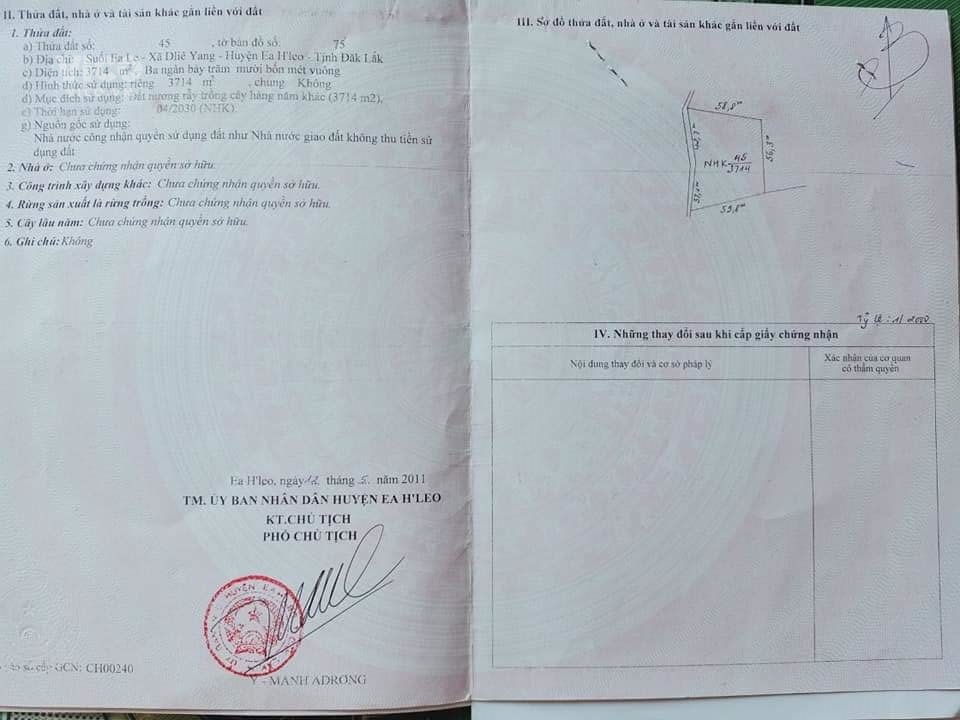 II. Thửa đất, nhà ở và tài sản khác gắn liền với đất
1. Thửa đất:
a) Thửa đất số: 45 , tờ bản đồ số: 75
b) Địa chỉ: Suối Ea Le - Xã Dliê Yang - Huyện Ea H'leo - Tỉnh Đăk Lắk
c) Diện tích: 3714 m², Ba ngàn bảy trăm mười bốn mét vuông
d) Hình thức sử dụng: riêng 3714 m² , chung Không
đ) Mục đích sử dụng: Đất nương rẫy trồng cây hàng năm khác (3714 m2),
e) Thời hạn sử dụng: 04/2030 (NHK).
g) Nguồn gốc sử dụng:
Nhà nước công nhận quyền sử dụng đất như Nhà nước giao đất không thu tiền sử
dụng đất
2. Nhà ở: Chưa chứng nhận quyền sở hữu.
3. Công trình xây dựng khác: Chưa chứng nhận quyền sở hữu.
4. Rừng sản xuất là rừng trồng: Chưa chứng nhận quyền sở hữu.
5. Cây lâu năm: Chưa chứng nhận quyền sở hữu.
6. Ghi chú: Không
Ea H'leo, ngày 12 tháng 5 năm 2011
TM. ỦY BAN NHÂN DÂN HUYỆN EA H'LEO
KT.CHỦ TỊCH
PHÓ CHỦ TỊCH
HUYỆN EA
Y - MANH ADRƠNG
số cấp GCN: CH00240
III. Sơ đồ thửa đất, nhà ở và tài sản khác gắn liền với đất
58,8m
56,3m
NHK 45
3714
59,8m
Tỷ lệ: 1/2000
IV. Những thay đổi sau khi cấp giấy chứng nhận
Nội dung thay đổi và cơ sở pháp lý
Xác nhận của cơ quan
có thẩm quyền